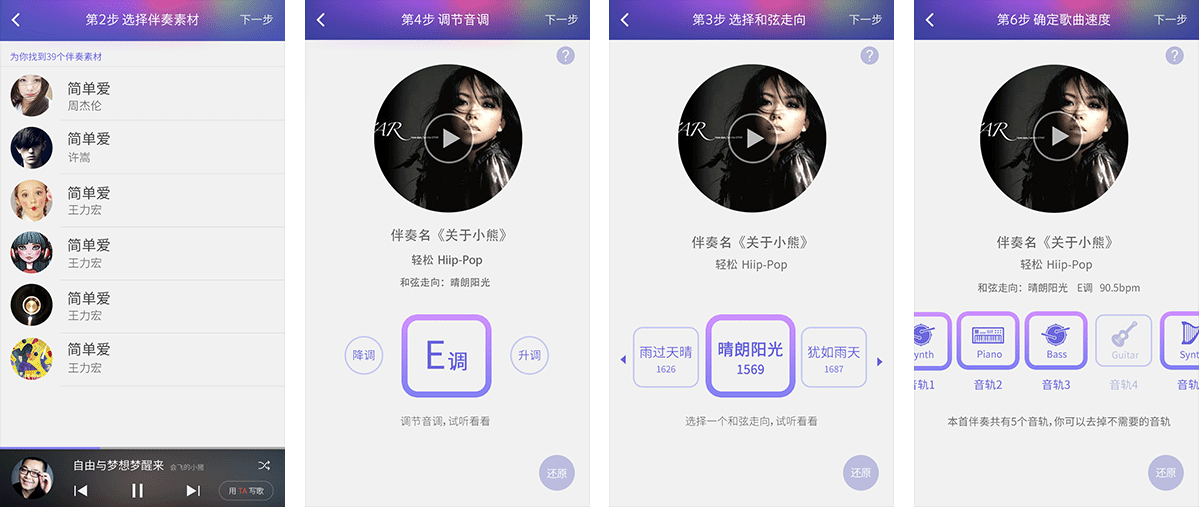 第2步 选择伴奏素材
下一步
为你找到39个伴奏素材
简单爱
周杰伦
简单爱
许嵩
简单爱
王力宏
简单爱
王力宏
简单爱
王力宏
简单爱
王力宏
自由与梦想梦醒来 会飞的小猪
用 TA 写歌
第4步 调节音调
下一步
?
AR
伴奏名《关于小熊》
轻松 Hiip-Pop
和弦走向：晴朗阳光
降调
E调
升调
调节音调，试听看看
还原
第3步 选择和弦走向
下一步
?
AR
伴奏名《关于小熊》
轻松 Hiip-Pop
雨过天晴
1626
晴朗阳光
1569
犹如雨天
1687
选择一个和弦走向，试听看看
还原
第6步 确定歌曲速度
下一步
?
AR
伴奏名《关于小熊》
轻松 Hiip-Pop
和弦走向：晴朗阳光 E调 90.5bpm
ynth
Piano
Bass
Guitar
Synt
音轨1
音轨2
音轨3
音轨4
音轨
本首伴奏共有5个音轨，你可以去掉不需要的音轨
还原